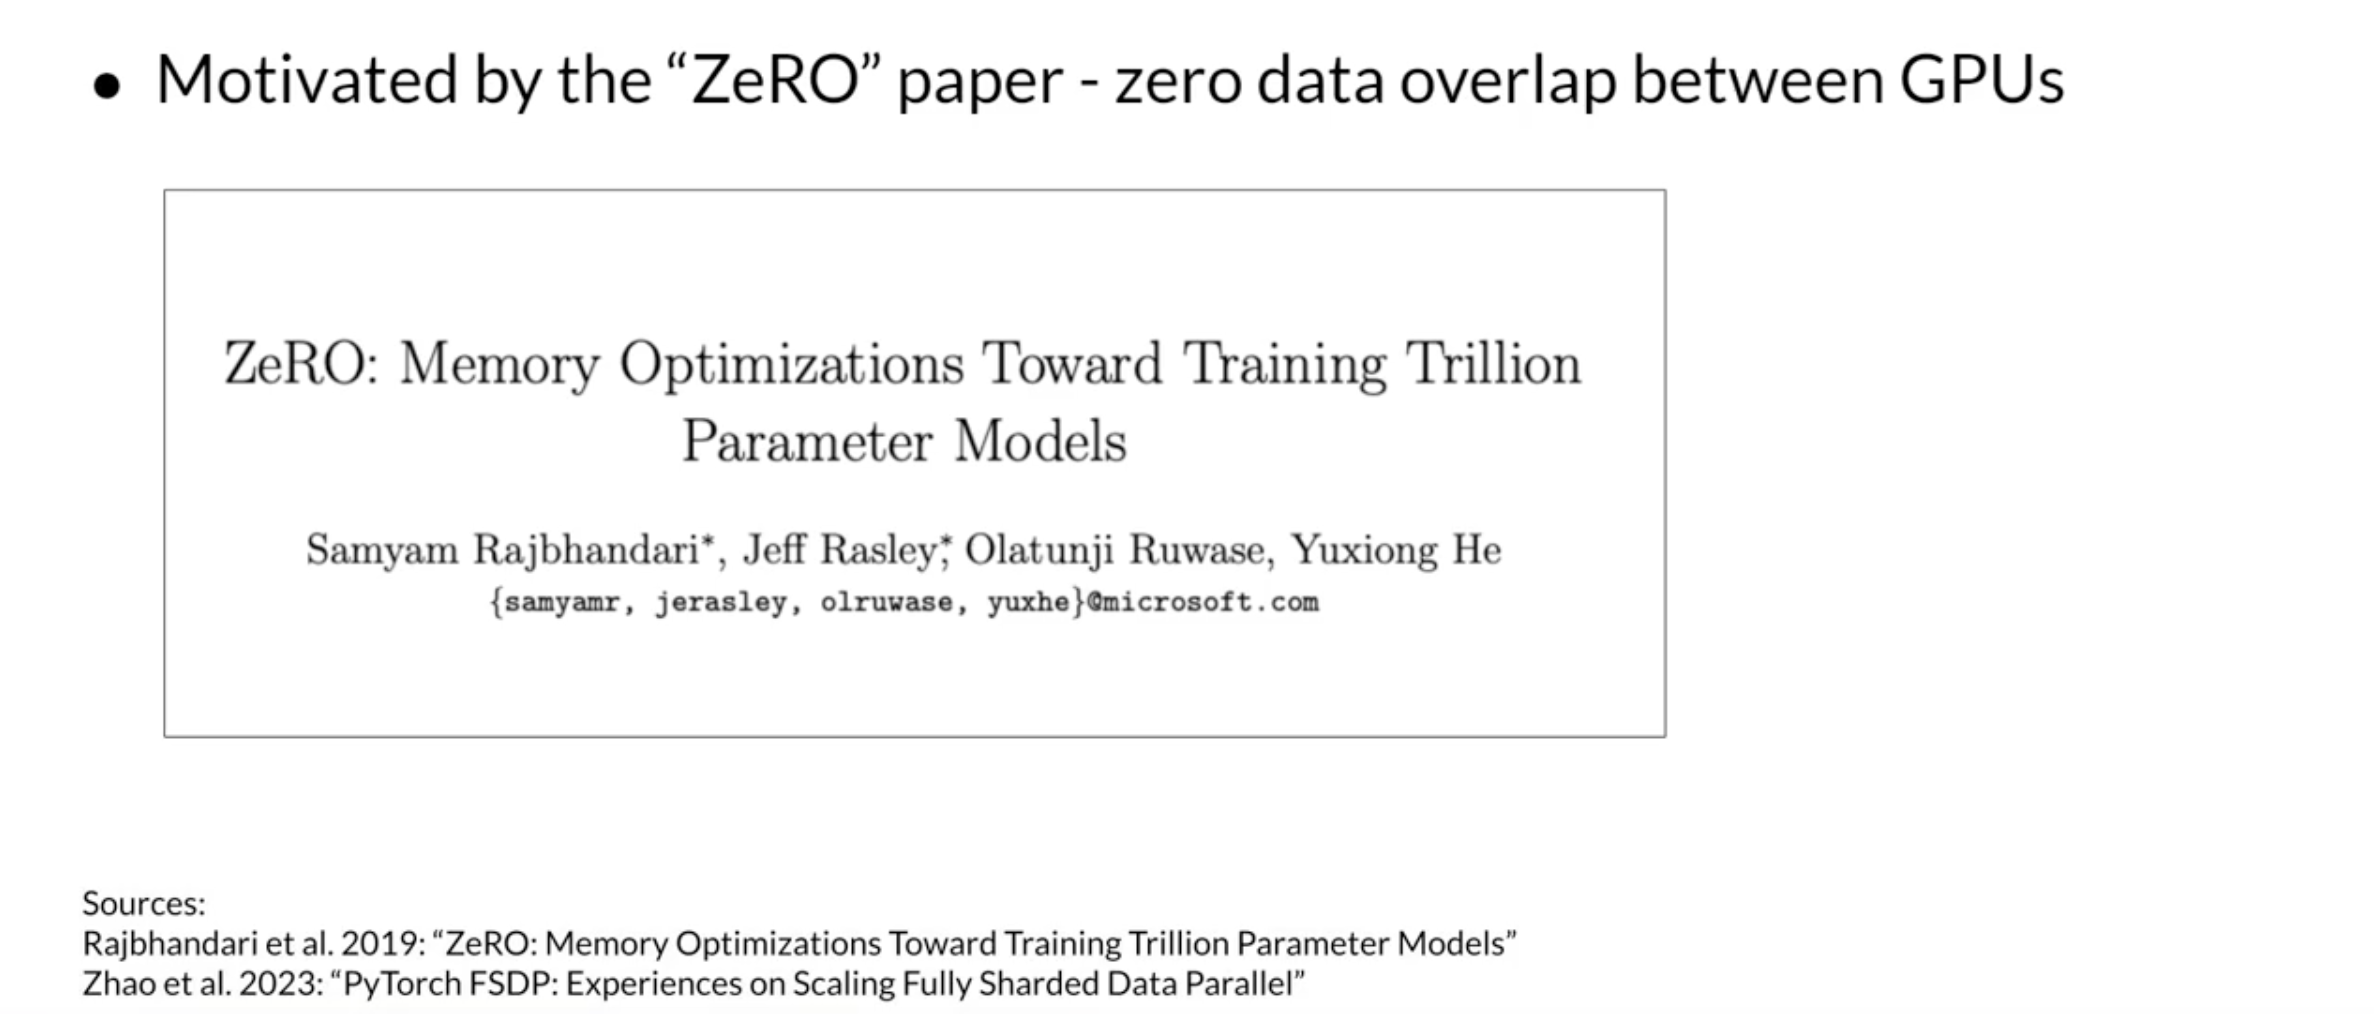 • Motivated by the “ZeRO” paper - zero data overlap between GPUs
ZeRO: Memory Optimizations Toward Training Trillion
Parameter Models
Samyam Rajbhandari*, Jeff Rasley*, Olatunji Ruwase, Yuxiong He
{samyamr, jerasley, olruwase, yuxhe}@microsoft.com
Sources:
Rajbhandari et al. 2019: “ZeRO: Memory Optimizations Toward Training Trillion Parameter Models”
Zhao et al. 2023: “PyTorch FSDP: Experiences on Scaling Fully Sharded Data Parallel”